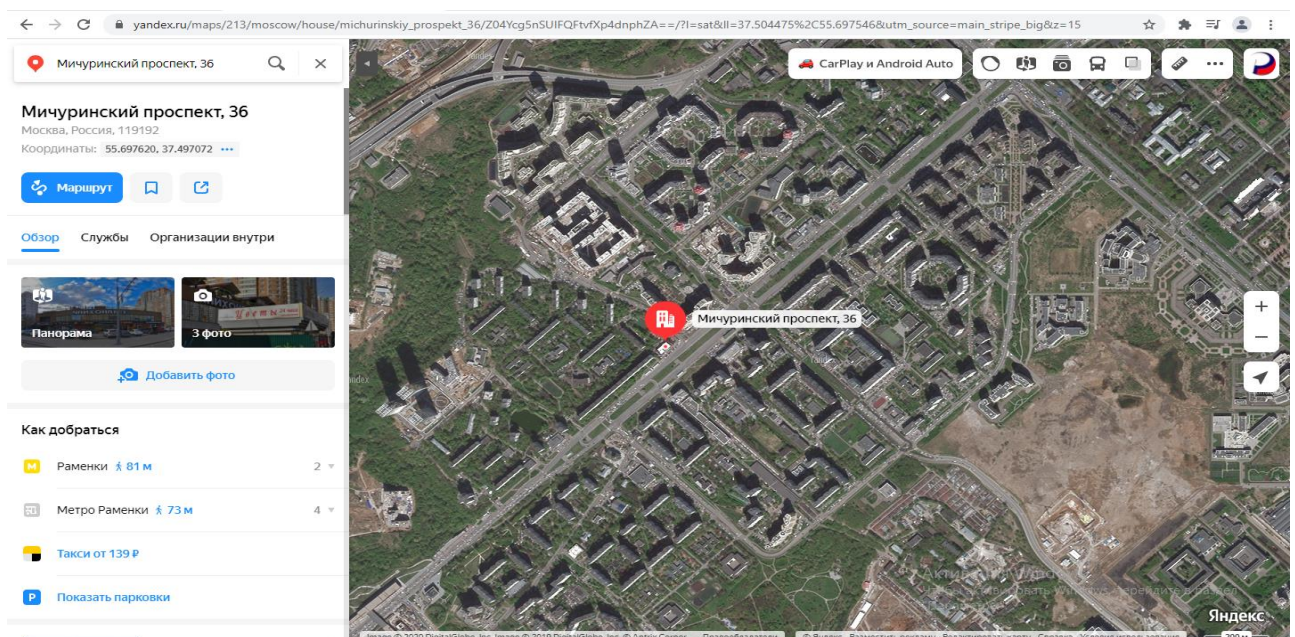 yandex.ru/maps/213/moscow/house/michurinskiy_prospekt_36/Z04Ycg5nSUIFQFtvfXp4dnphZA==/?l=sat&ll=37.504475%2C55.697546&utm_source=main_stripe_big&z=15
Мичуринский проспект, 36
CarPlay и Android Auto
Мичуринский проспект, 36
Москва, Россия, 119192
Координаты: 55.697620, 37.497072 •••
Маршрут
Обзор Службы Организации внутри
Панорама
3 фото
Цветы
Добавить фото
Мичуринский проспект, 36
Как добраться
М Раменки 81 м 2
Метро Раменки 73 м 4
Такси от 139 ₽
P Показать парковки
Яндекс
200 м